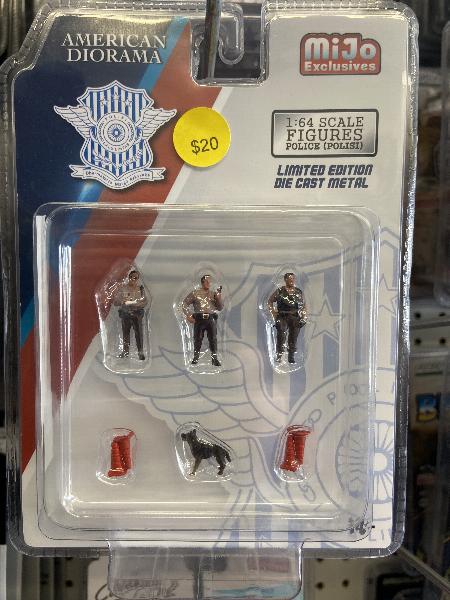 AMERICAN
DIORAMA
MiJo
Exclusives
$20
1:64 SCALE
FIGURES
POLICE (POLISI)
LIMITED EDITION
DIE CAST METAL